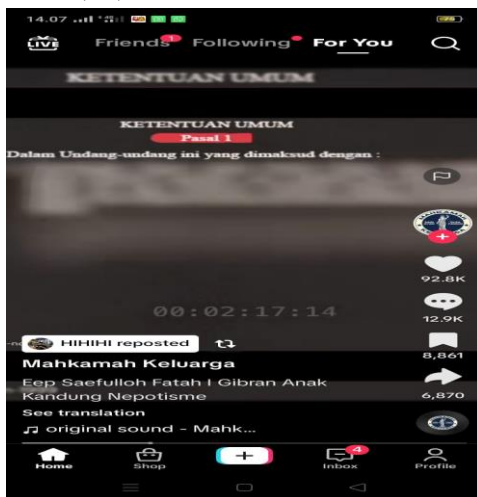 14.07
LIVE
Friends 1 Following For You
KETENTUAN UMUM
KETENTUAN UMUM
Pasal 1
Dalam Undang-undang ini yang dimaksud dengan :
92.8K
00:02:17:14
12.9K
HIHIHI reposted
8,861
Mahkamah Keluarga
Eep Saefulloh Fatah I Gibran Anak
Kandung Nepotisme
6,870
See translation
original sound - Mahk...
Home
Shop
4
Inbox
Profile